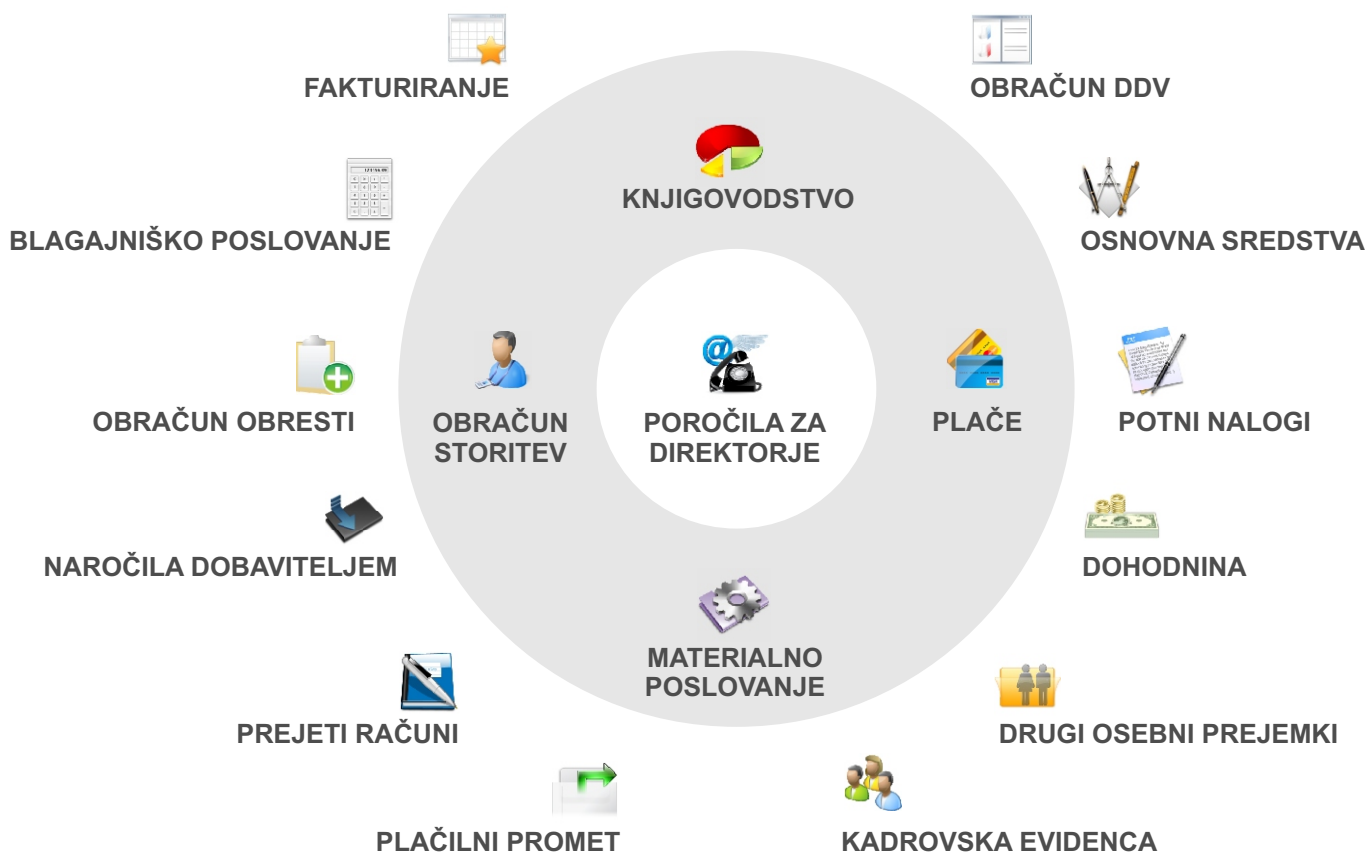 FAKTURIRANJE
OBRAČUN DDV
KNJIGOVODSTVO
BLAGAJNIŠKO POSLOVANJE
OSNOVNA SREDSTVA
OBRAČUN OBRESTI
OBRAČUN
STORITEV
POROČILA ZA
DIREKTORJE
PLAČE
POTNI NALOGI
NAROČILA DOBAVITELJEM
DOHODNINA
MATERIALNO
POSLOVANJE
PREJETI RAČUNI
DRUGI OSEBNI PREJEMKI
PLAČILNI PROMET
KADROVSKA EVIDENCA